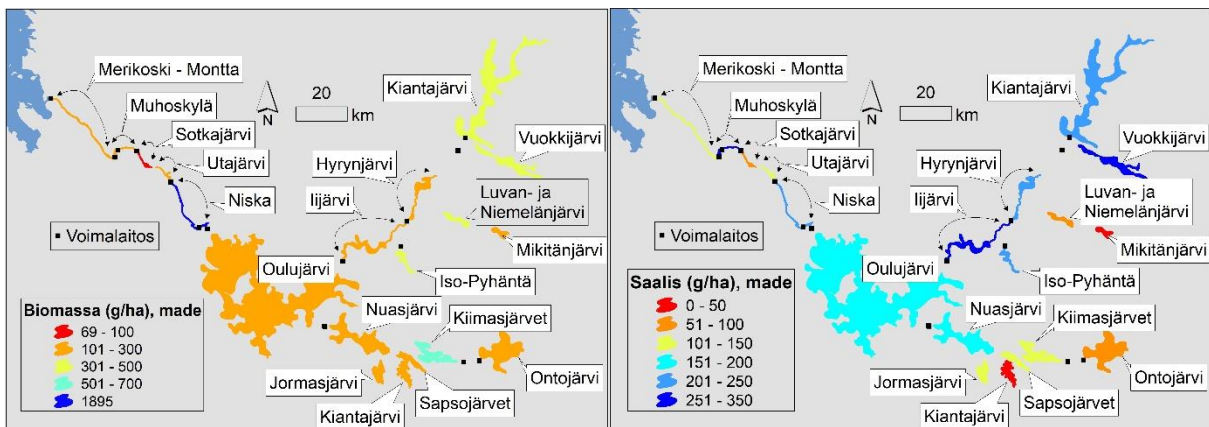 Merikoski - Montta
Muhoskylä
Sotkajärvi
Utajärvi
Niska
N
20
km
Kiantajärvi
Vuokkijärvi
Hyrynjärvi
Iijärvi
Luvan- ja
Niemelänjärvi
Mikitänjärvi
Voimalaitos
Oulujärvi
Iso-Pyhäntä
Nuasjärvi
Kiimasjärvet
Jormasjärvi
Kiantajärvi
Sapsojärvet
Ontojärvi
Biomassa (g/ha), made
69 - 100
101 - 300
301 - 500
501 - 700
1895
Merikoski - Montta
Muhoskylä
Sotkajärvi
Utajärvi
Niska
N
20
km
Kiantajärvi
Vuokkijärvi
Hyrynjärvi
Iijärvi
Luvan- ja
Niemelänjärvi
Mikitänjärvi
Voimalaitos
Oulujärvi
Iso-Pyhäntä
Nuasjärvi
Kiimasjärvet
Jormasjärvi
Kiantajärvi
Sapsojärvet
Ontojärvi
Saalis (g/ha), made
0 - 50
51 - 100
101 - 150
151 - 200
201 - 250
251 - 350